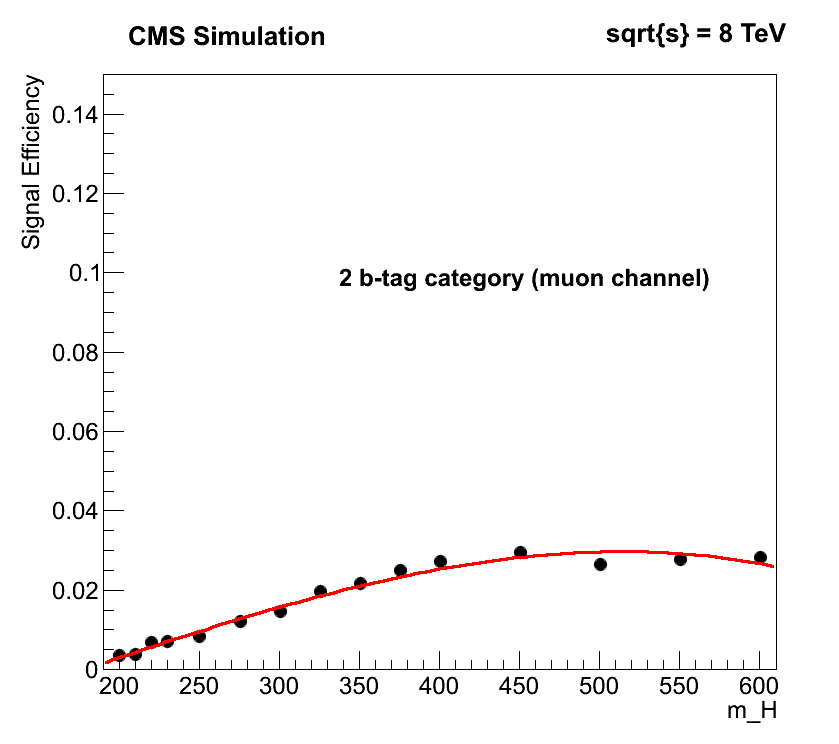 CMS Simulation
sqrt{s} = 8 TeV
Signal Efficiency
0.14
0.12
0.1
0.08
0.06
0.04
0.02
0
2 b-tag category (muon channel)
200 250 300 350 400 450 500 550 600
m_H